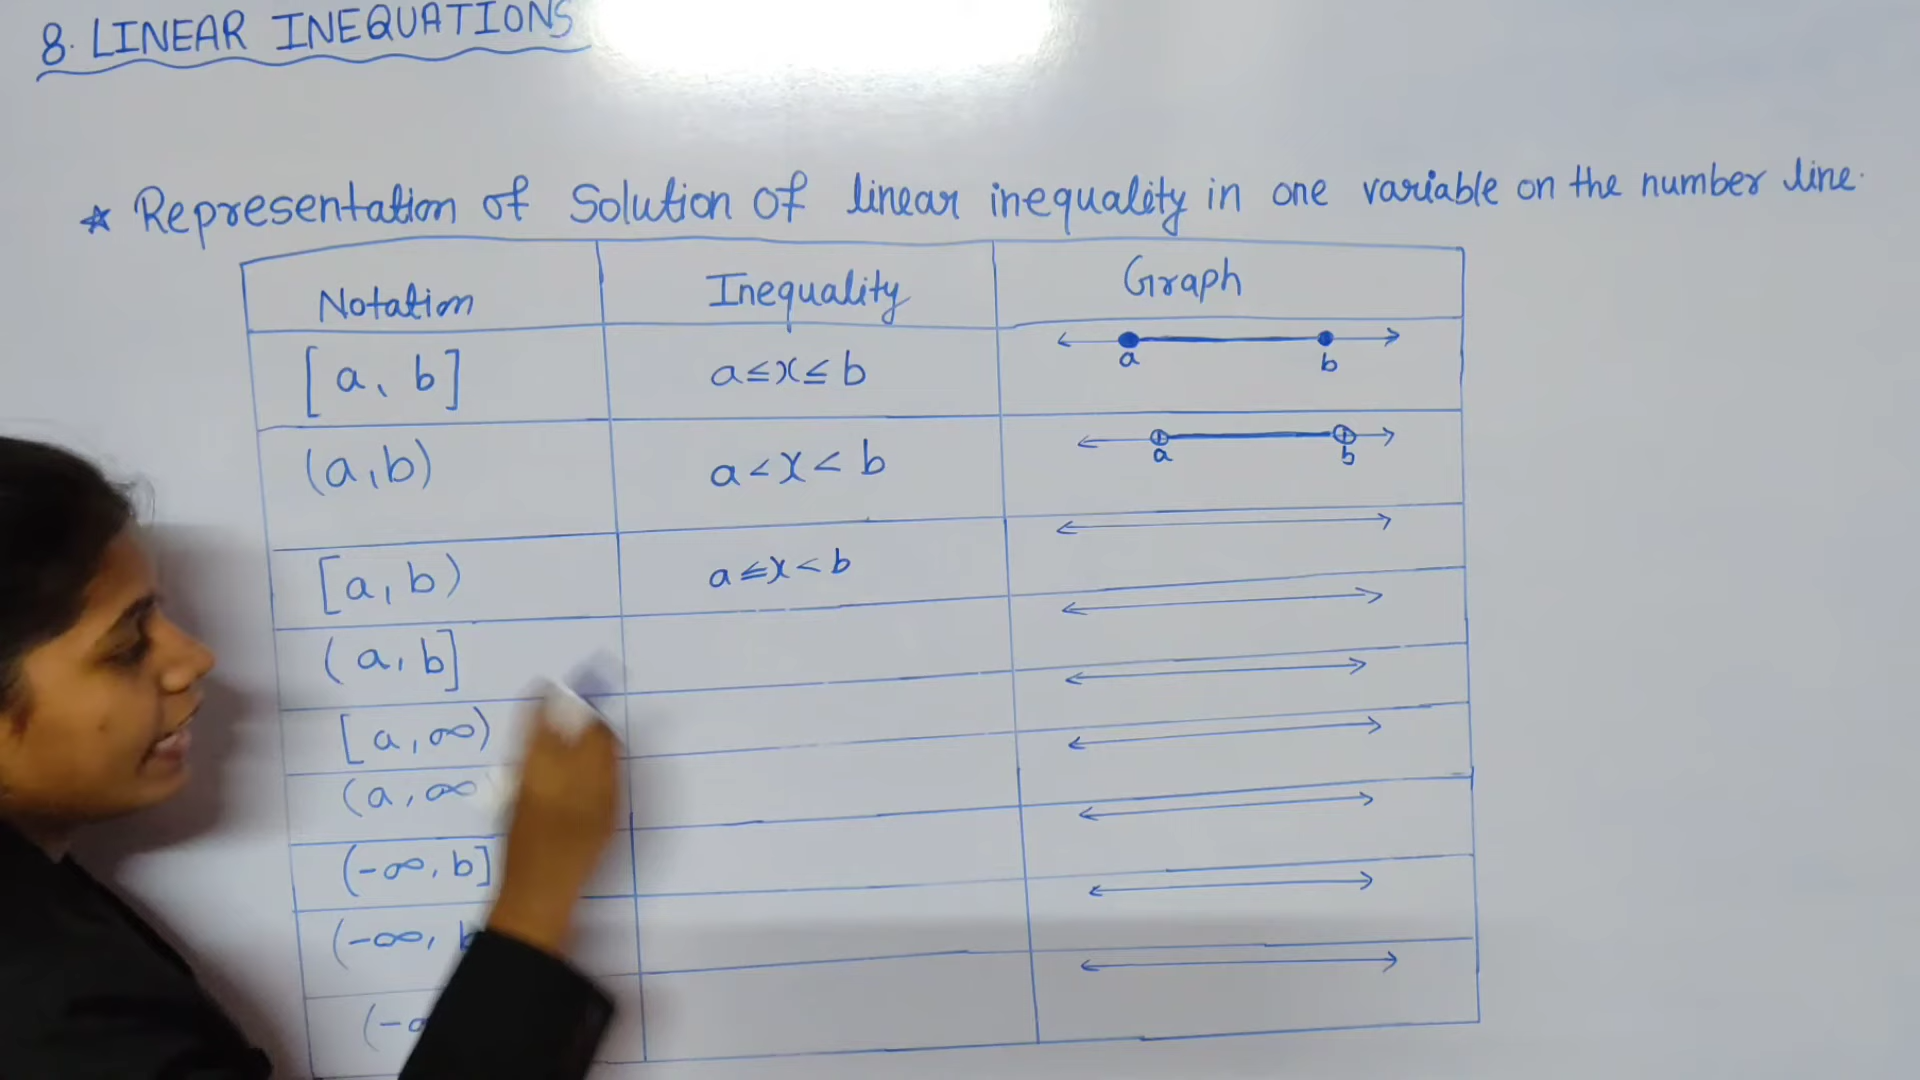 8. LINEAR INEQUATIONS
* Representation of Solution of linear inequality in one variable on the number line.
Notation Inequality Graph
[a, b] a≤x≤b a b
(a,b) a<x<b a b
[a,b) a≤x<b
(a,b]
[a,∞)
(a,∞
(-∞,b]
(-∞,
(-